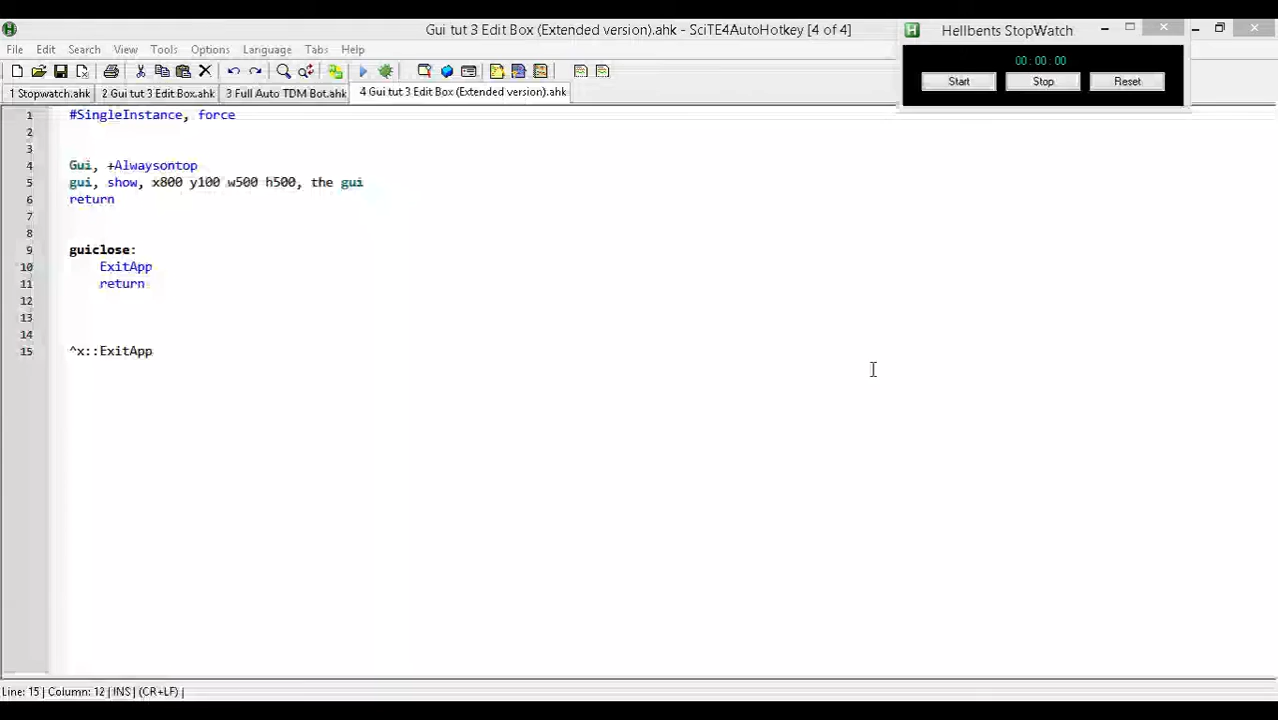 Gui tut 3 Edit Box (Extended version).ahk - SciTE4AutoHotkey [4 of 4]
Hellbents StopWatch
File Edit Search View Tools Options Language Tabs Help
00 : 00 : 00
Start Stop Reset
1 Stopwatch.ahk 2 Gui tut 3 Edit Box.ahk 3 Full Auto TDM Bot.ahk 4 Gui tut 3 Edit Box (Extended version).ahk
1 #SingleInstance, force
2
3
4 Gui, +Alwaysontop
5 gui, show, x800 y100 w500 h500, the gui
6 return
7
8
9 guiclose:
10 ExitApp
11 return
12
13
14
15 ^x::ExitApp
Line: 15 | Column: 12 | INS | (CR+LF) |